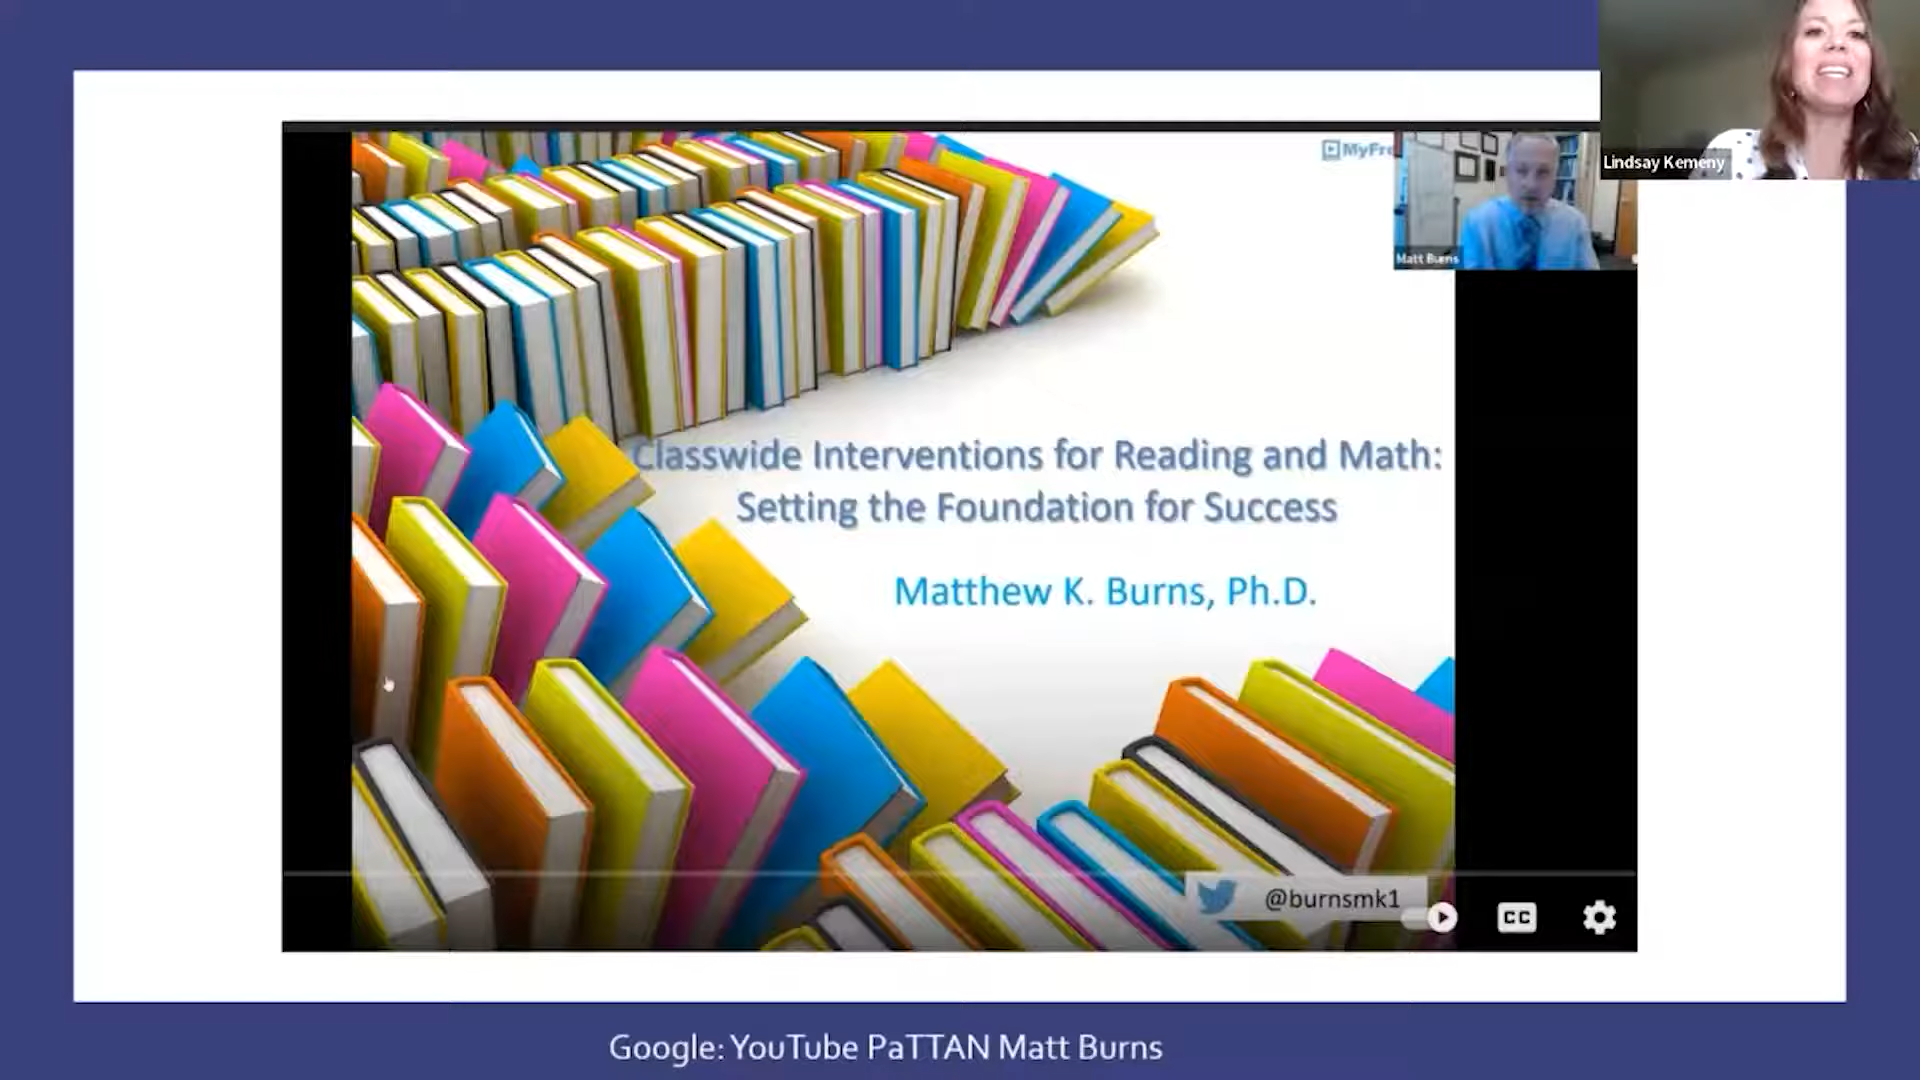 Lindsay Kemeny
MyFre
Matt Burns
Classwide Interventions for Reading and Math:
Setting the Foundation for Success
Matthew K. Burns, Ph.D.
@burnsmk1
CC
Google: YouTube PaTTAN Matt Burns